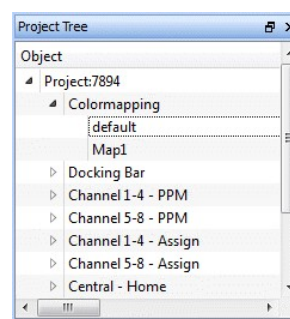 Project Tree
Object
Project:7894
Colormapping
default
Map1
Docking Bar
Channel 1-4 - PPM
Channel 5-8 - PPM
Channel 1-4 - Assign
Channel 5-8 - Assign
Central - Home